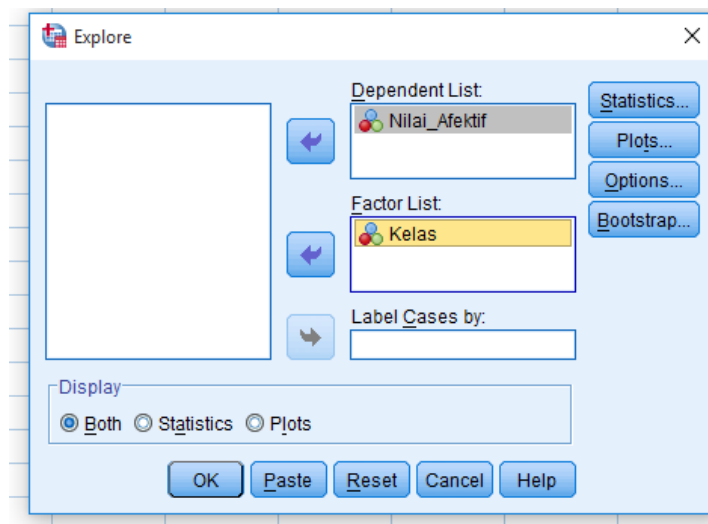 Explore
Dependent List:
Nilai_Afektif
Statistics...
Plots...
Options...
Bootstrap...
Factor List:
Kelas
Label Cases by:
Display
Both Statistics Plots
OK Paste Reset Cancel Help